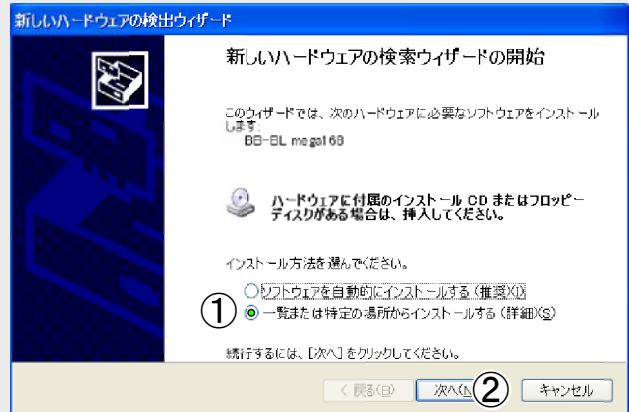 新しいハードウェアの検出ウィザード
新しいハードウェアの検索ウィザードの開始
このウィザードでは、次のハードウェアに必要なソフトウェアをインストール
します:
BB-BL mega168
ハードウェアに付属のインストール CD またはフロッピー
ディスクがある場合は、挿入してください。
インストール方法を選んでください。
ソフトウェアを自動的にインストールする (推奨)(I)
① 一覧または特定の場所からインストールする (詳細)(S)
続行するには、[次へ] をクリックしてください。
< 戻る(B) 次へ(N ② キャンセル